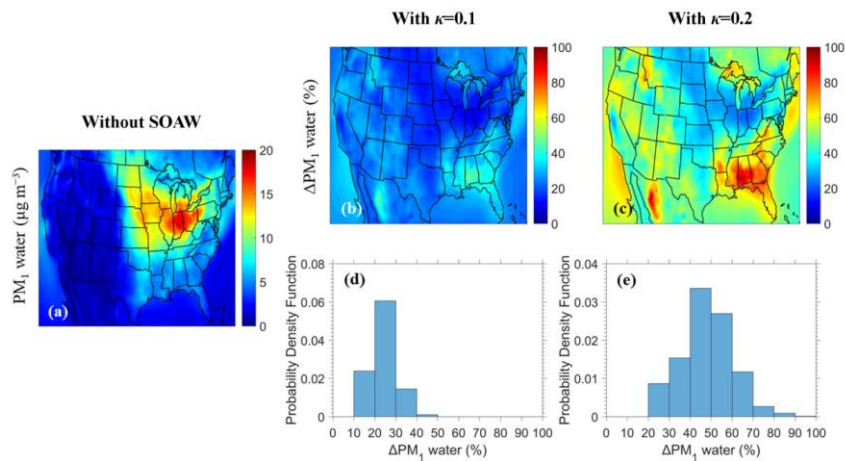 With κ=0.1
With κ=0.2
Without SOAW
PM₁ water (µg m⁻³)
(a)
20
15
10
5
0
ΔPM₁ water (%)
(b)
100
80
60
40
20
0
(c)
100
80
60
40
20
0
(d)
Probability Density Function
0.08
0.06
0.04
0.02
0
0 10 20 30 40 50 60 70 80 90 100
ΔPM₁ water (%)
(e)
Probability Density Function
0.04
0.03
0.02
0.01
0
0 10 20 30 40 50 60 70 80 90 100
ΔPM₁ water (%)